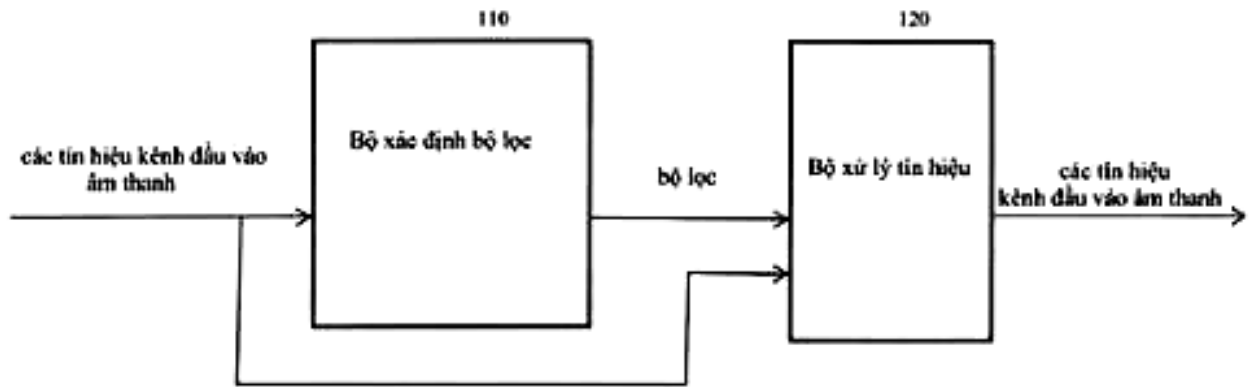 110
120
Bộ xác định bộ lọc
các tín hiệu kênh đầu vào
âm thanh
bộ lọc
Bộ xử lý tín hiệu
các tín hiệu
kênh đầu vào âm thanh